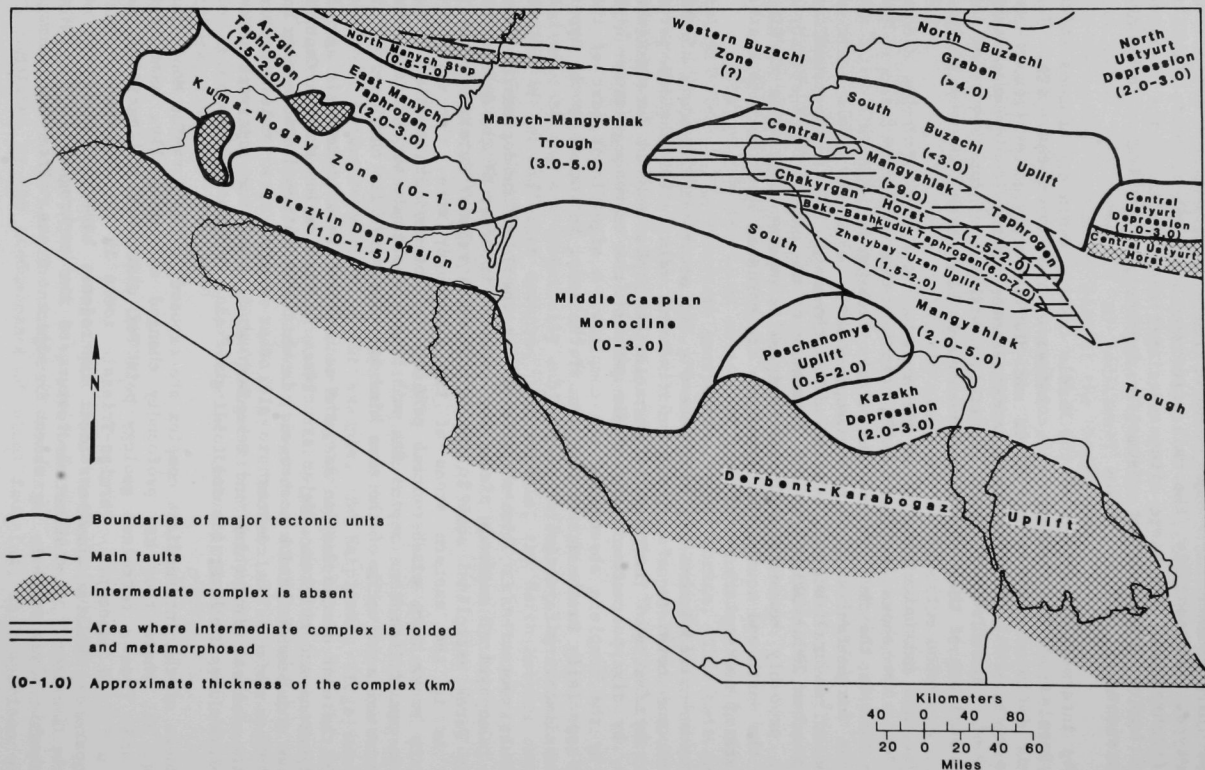 Arzgir
Taphrogen
(1.5-2.0)
North Manych Step
(0.5-1.0)
East Manych
Taphrogen
(2.0-3.0)
Kuma-Nogay Zone (0-1.0)
Berezkin Depression
(1.0-1.5)
Manych-Mangyshlak
Trough
(3.0-5.0)
Western Buzachi
Zone
(?)
North Buzachi
Graben
(>4.0)
North
Ustyurt
Depression
(2.0-3.0)
South Buzachi Uplift
(<3.0)
Central Mangyshlak Taphrogen
(>9.0)
Chakyrgan Horst
(1.5-2.0)
Beke-Bashkuduk Taphrogen (6.0-7.0)
Zhetybay-Uzen Uplift
(1.5-2.0)
Central
Ustyurt
Depression
(1.0-3.0)
Central Ustyurt
Horst
South Mangyshlak Trough
(2.0-5.0)
Middle Caspian
Monocline
(0-3.0)
Peschanomys
Uplift
(0.5-2.0)
Kazakh
Depression
(2.0-3.0)
Derbent-Karabogaz Uplift
N
Boundaries of major tectonic units
Main faults
Intermediate complex is absent
Area where intermediate complex is folded
and metamorphosed
(0-1.0) Approximate thickness of the complex (km)
Kilometers
40 0 40 80
20 0 20 40 60
Miles